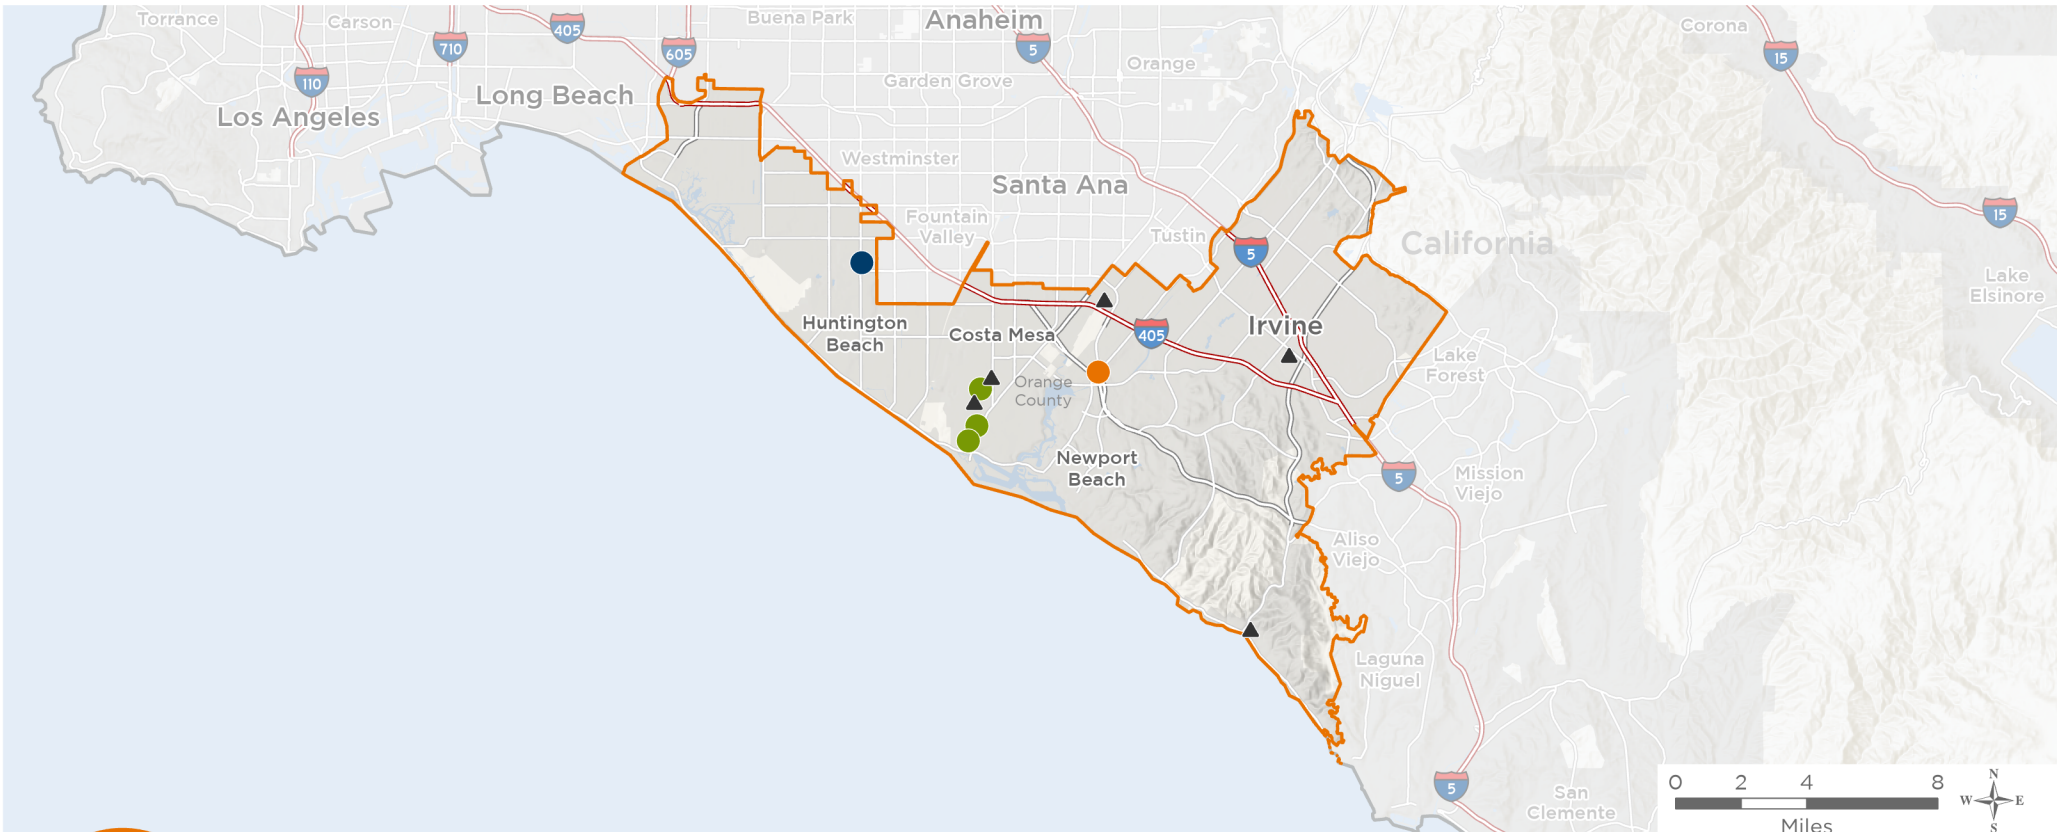 Torrance
Carson
405
Buena Park
Anaheim
Corona
710
605
5
15
110
Orange
Garden Grove
Long Beach
Los Angeles
Westminster
Santa Ana
Fountain
Valley
Tustin
California
15
5
Lake
Elsinore
Huntington
Beach
Costa Mesa
405
Irvine
Lake
Forest
Orange
County
Newport
Beach
5
Mission
Viejo
Aliso
Viejo
Laguna
Niguel
5
San
Clemente
0 2 4 8
Miles
N
W E
S